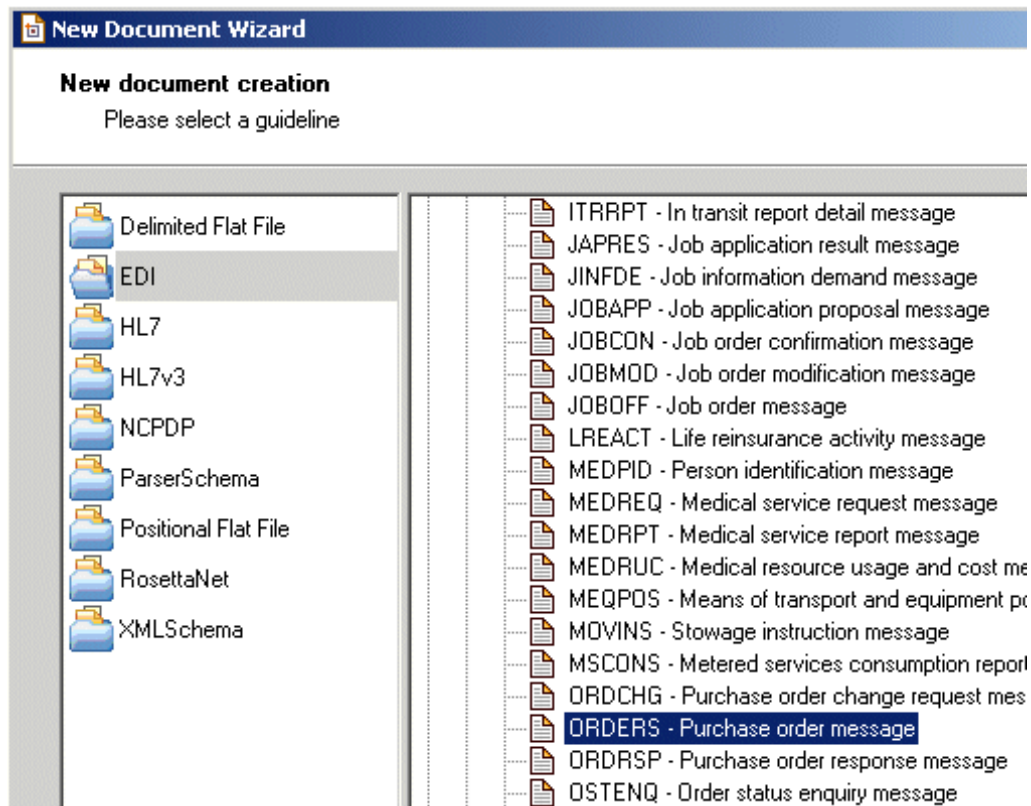 New Document Wizard
New document creation
Please select a guideline
Delimited Flat File
EDI
HL7
HL7v3
NCPDP
ParserSchema
Positional Flat File
RosettaNet
XMLSchema
ITRRPT - In transit report detail message
JAPRES - Job application result message
JINFDE - Job information demand message
JOBAPP - Job application proposal message
JOBCON - Job order confirmation message
JOBMOD - Job order modification message
JOBOFF - Job order message
LREACT - Life reinsurance activity message
MEDPID - Person identification message
MEDREQ - Medical service request message
MEDRPT - Medical service report message
MEDRUC - Medical resource usage and cost me
MEQPOS - Means of transport and equipment po
MOVINS - Stowage instruction message
MSCONS - Metered services consumption report
ORDCHG - Purchase order change request mes
ORDERS - Purchase order message
ORDRSP - Purchase order response message
OSTENQ - Order status enquiry message